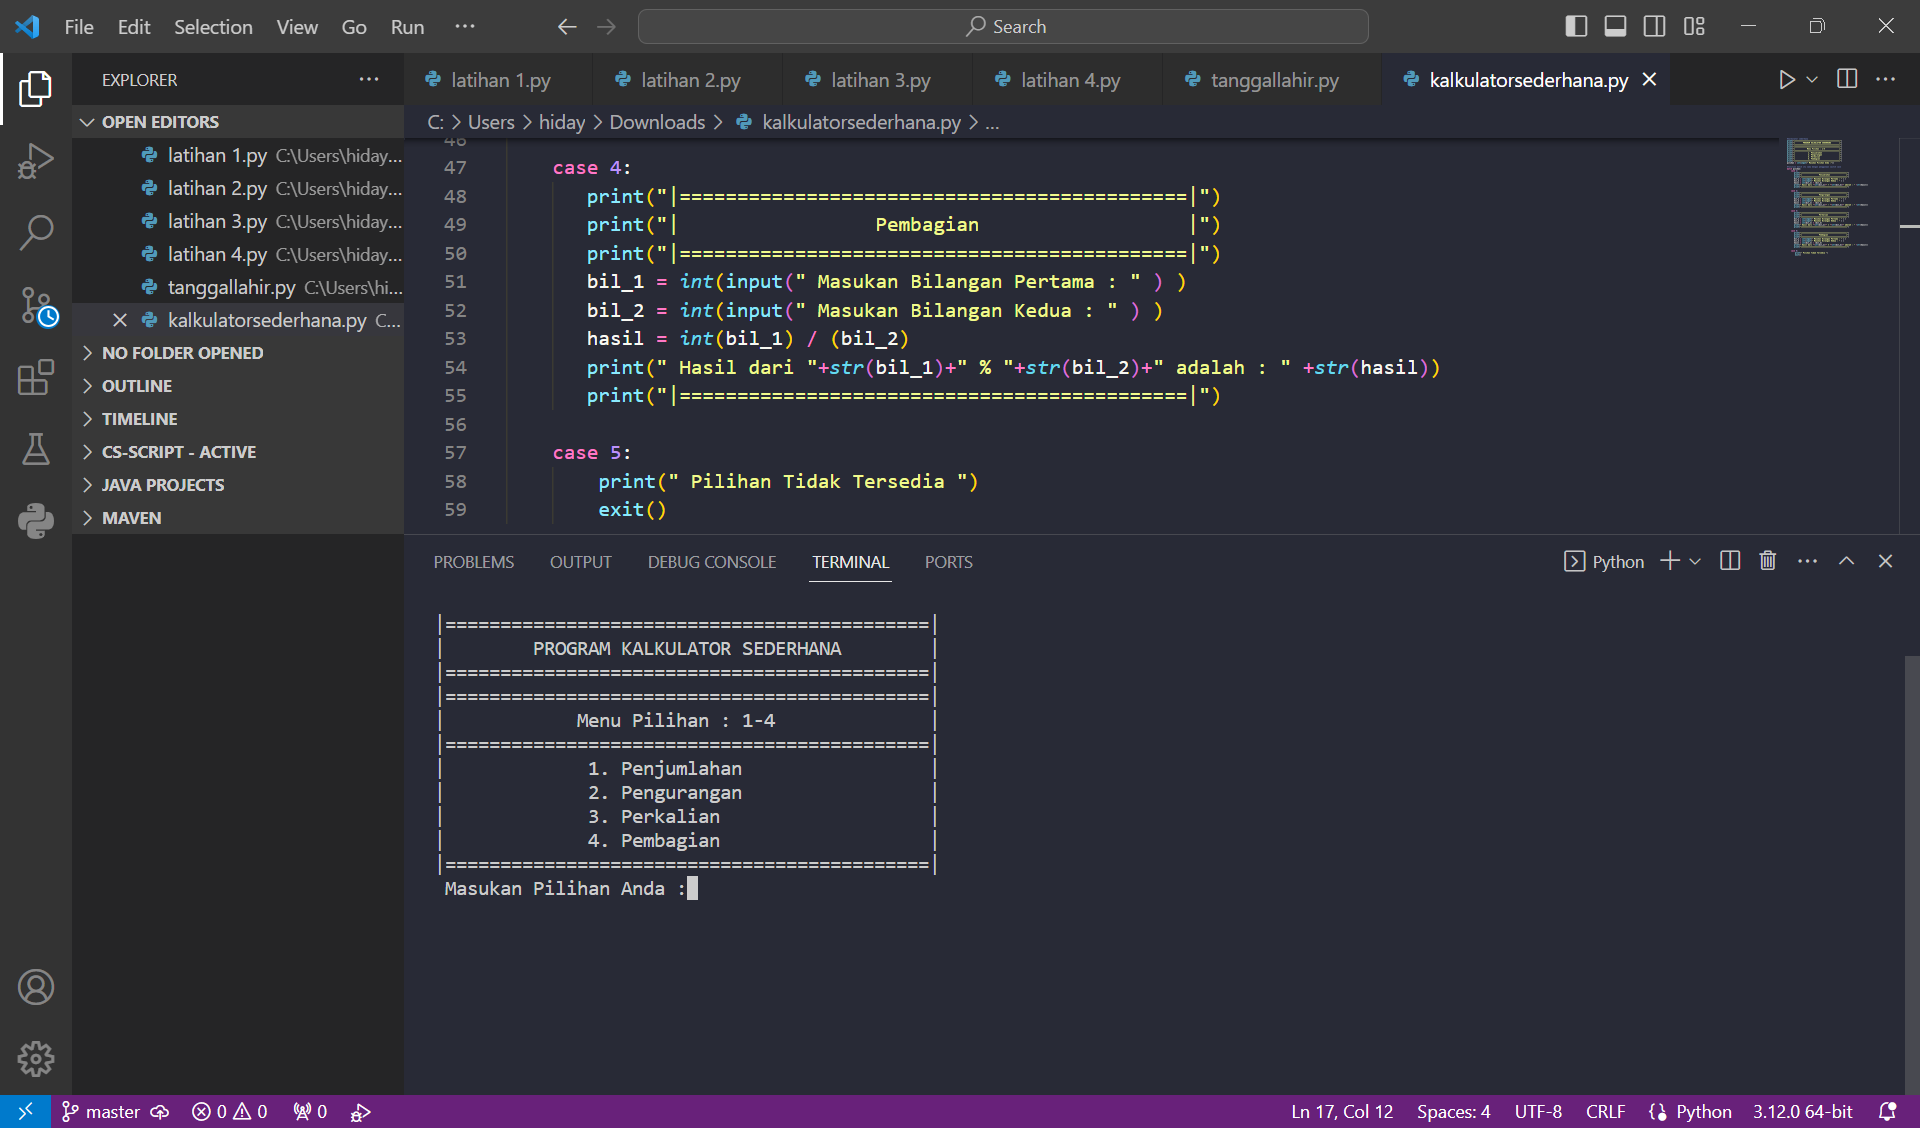 File Edit Selection View Go Run ··· Search
EXPLORER ···
latihan 1.py latihan 2.py latihan 3.py latihan 4.py tanggallahir.py kalkulatorsederhana.py
OPEN EDITORS
latihan 1.py C:\Users\hiday...
latihan 2.py C:\Users\hiday...
latihan 3.py C:\Users\hiday...
latihan 4.py C:\Users\hiday...
tanggallahir.py C:\Users\hi...
kalkulatorsederhana.py C...
NO FOLDER OPENED
OUTLINE
TIMELINE
CS-SCRIPT - ACTIVE
JAVA PROJECTS
MAVEN
C: > Users > hiday > Downloads > kalkulatorsederhana.py > ...
46
47 case 4:
48 print("|============================================|")
49 print("|                 Pembagian                  |")
50 print("|============================================|")
51 bil_1 = int(input(" Masukan Bilangan Pertama : " ) )
52 bil_2 = int(input(" Masukan Bilangan Kedua : " ) )
53 hasil = int(bil_1) / (bil_2)
54 print(" Hasil dari "+str(bil_1)+" % "+str(bil_2)+" adalah : " +str(hasil))
55 print("|============================================|")
56
57 case 5:
58 print(" Pilihan Tidak Tersedia ")
59 exit()
PROBLEMS OUTPUT DEBUG CONSOLE TERMINAL PORTS Python
|============================================|
|        PROGRAM KALKULATOR SEDERHANA        |
|============================================|
|============================================|
|            Menu Pilihan : 1-4              |
|============================================|
|             1. Penjumlahan                 |
|             2. Pengurangan                 |
|             3. Perkalian                   |
|             4. Pembagian                   |
|============================================|
Masukan Pilihan Anda :
master 0 0 0 Ln 17, Col 12 Spaces: 4 UTF-8 CRLF Python 3.12.0 64-bit